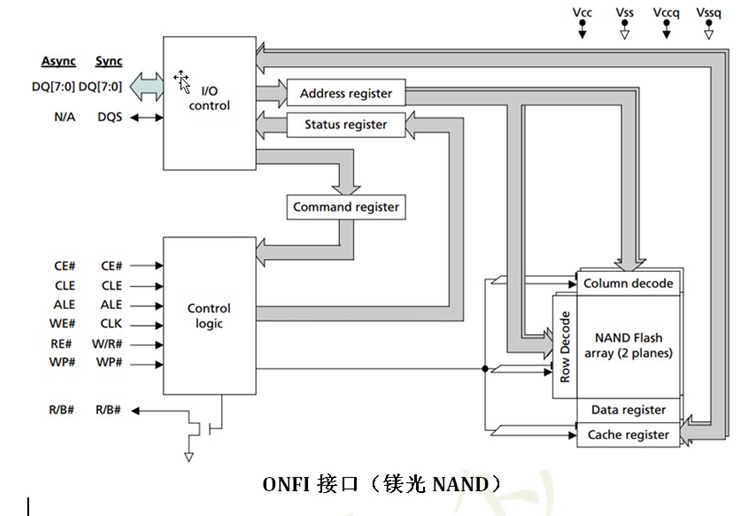 Vcc Vss Vccq Vssq
Async Sync
DQ[7:0] DQ[7:0]
N/A DQS
I/O
control
Address register
Status register
Command register
CE# CE#
CLE CLE
ALE ALE
WE# CLK
RE# W/R#
WP# WP#
R/B# R/B#
Control
logic
Column decode
Row Decode
NAND Flash
array (2 planes)
Data register
Cache register
ONFI 接口（镁光 NAND）